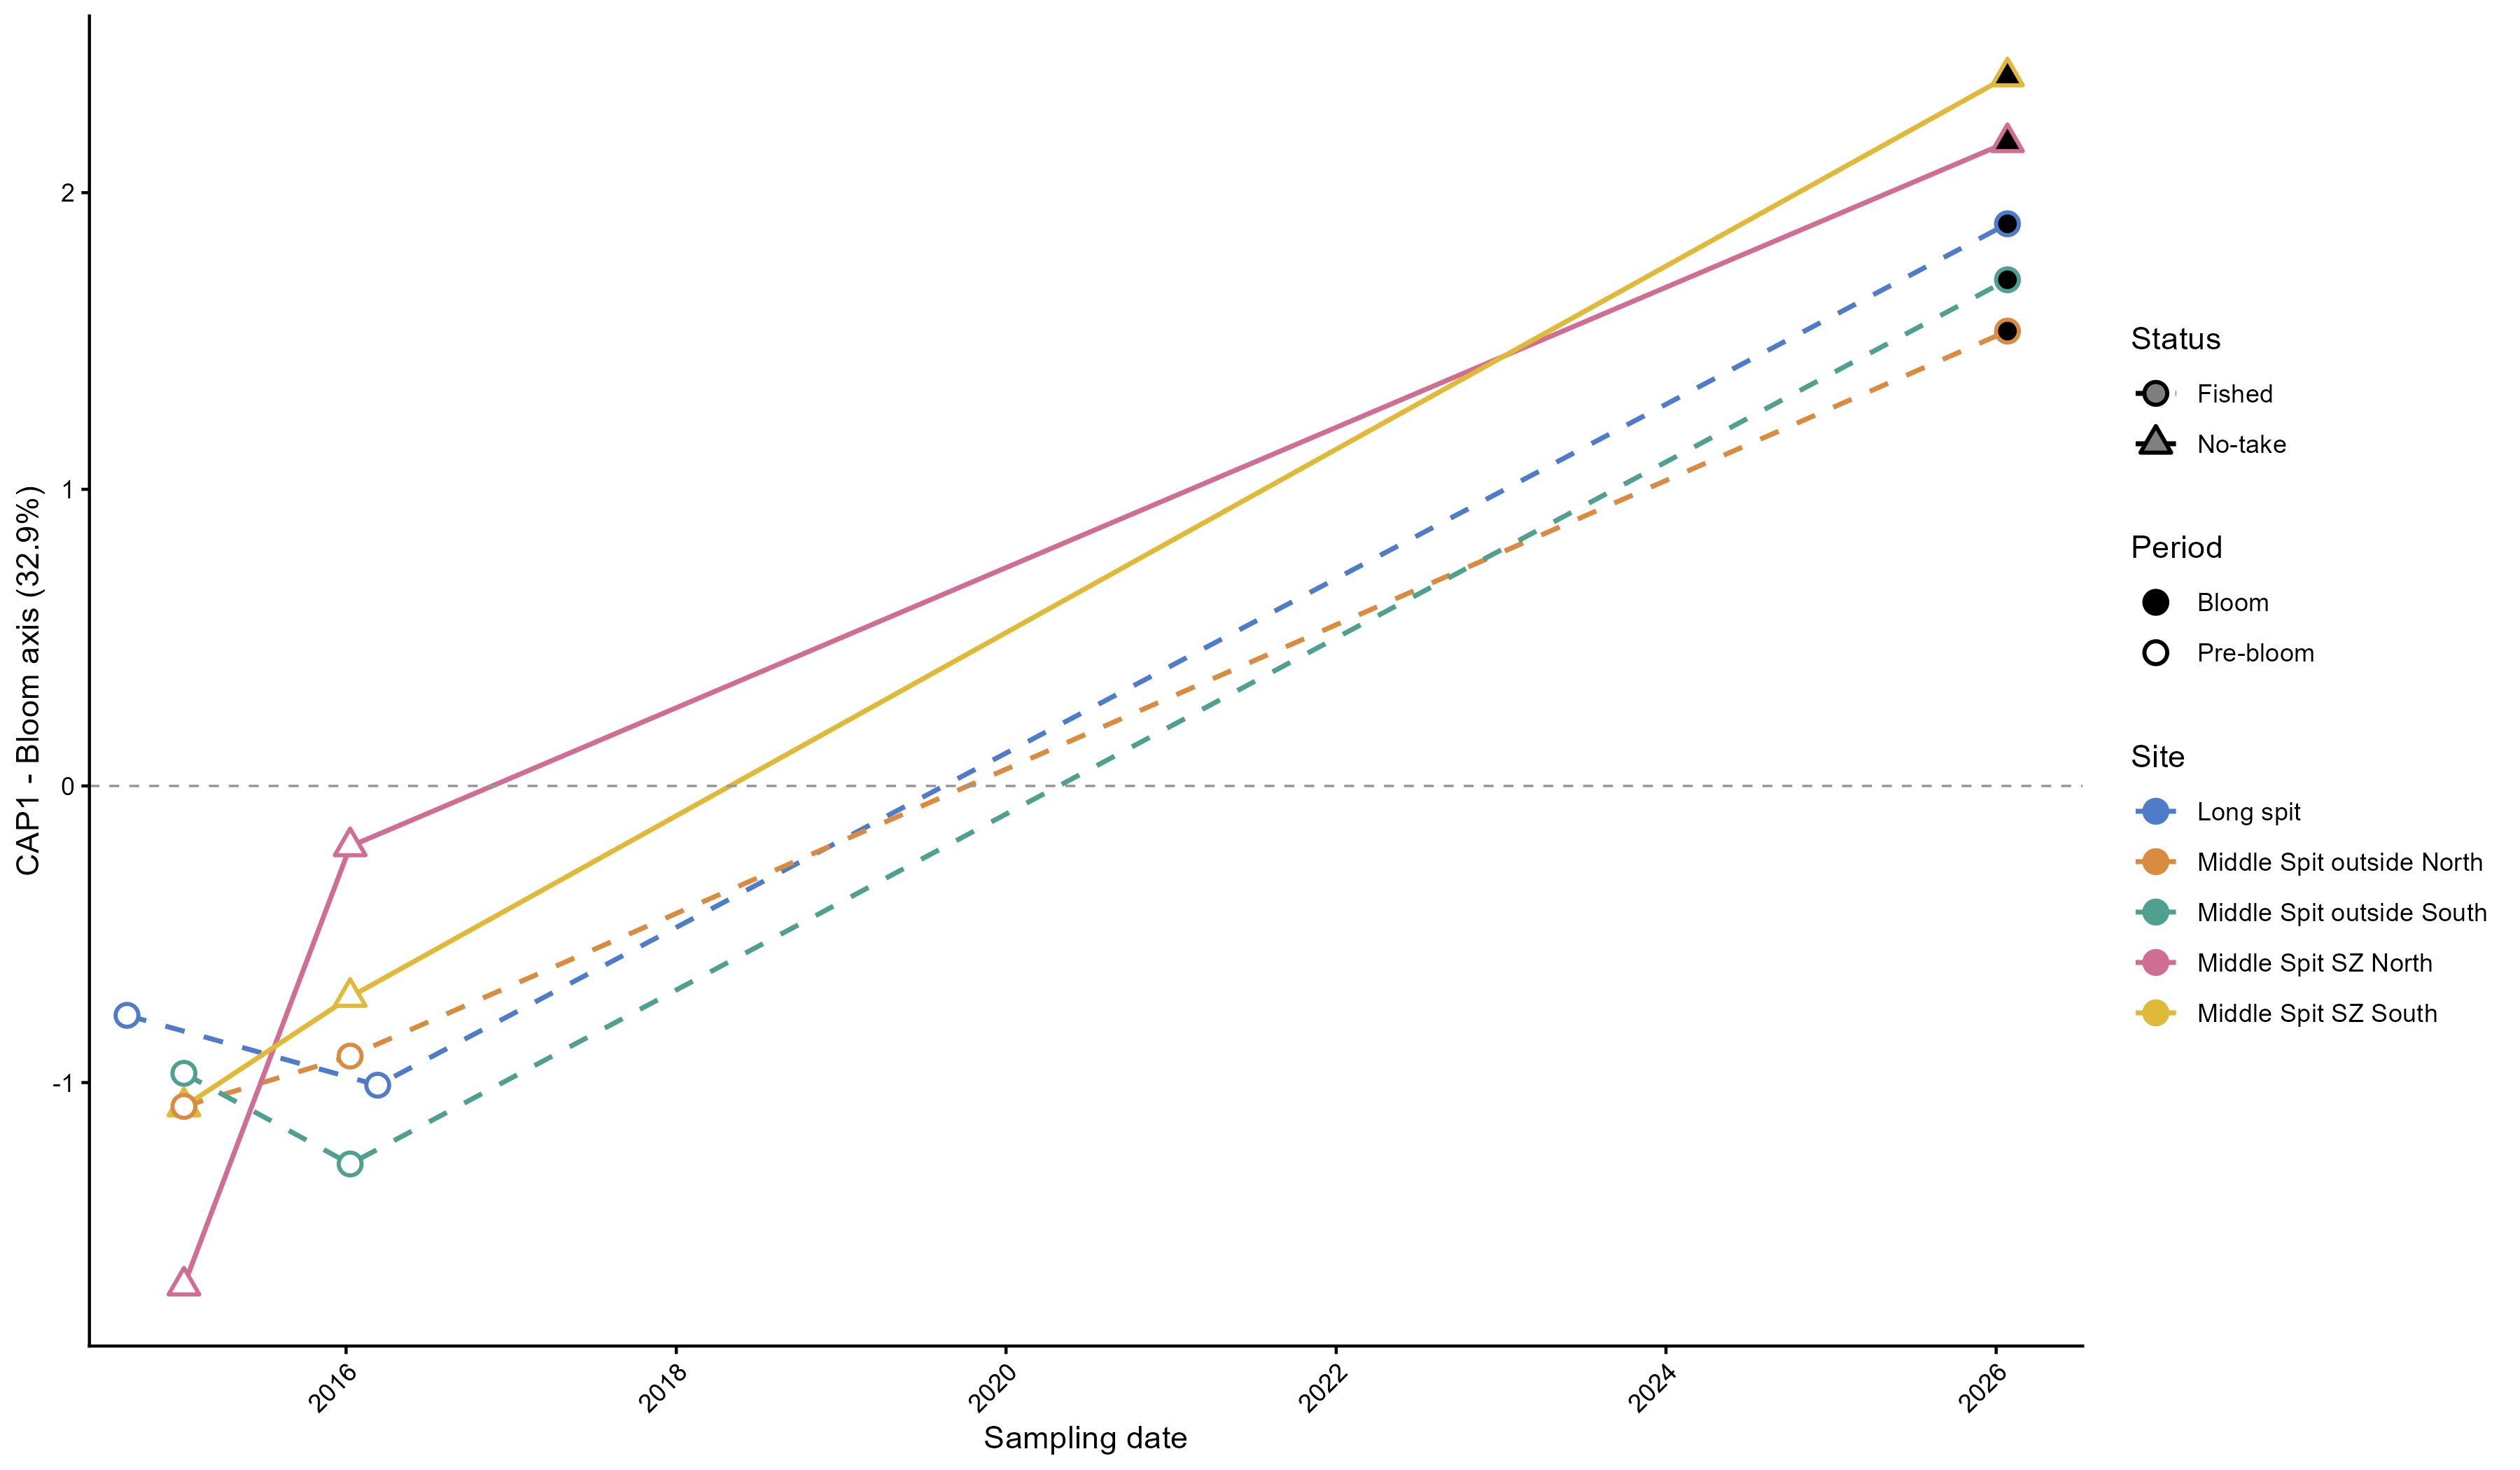 2
1
0
-1
CAP1 - Bloom axis (32.9%)
2016
2018
2020
2022
2024
2026
Sampling date
Status
Fished
No-take
Period
Bloom
Pre-bloom
Site
Long spit
Middle Spit outside North
Middle Spit outside South
Middle Spit SZ North
Middle Spit SZ South